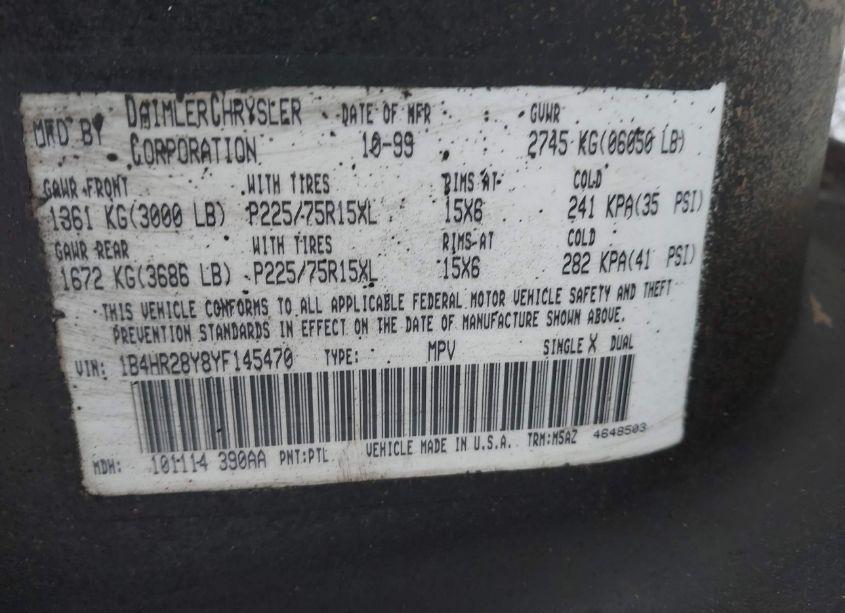 MFD BY DAIMLERCHRYSLER CORPORATION DATE OF MFR 10-99 GVWR 2745 KG(06050 LB)
GAWR FRONT WITH TIRES RIMS AT COLD
1361 KG(3000 LB) P225/75R15XL 15X6 241 KPA(35 PSI)
GAWR REAR WITH TIRES RIMS AT COLD
1672 KG(3686 LB) P225/75R15XL 15X6 282 KPA(41 PSI)
THIS VEHICLE CONFORMS TO ALL APPLICABLE FEDERAL MOTOR VEHICLE SAFETY AND THEFT
PREVENTION STANDARDS IN EFFECT ON THE DATE OF MANUFACTURE SHOWN ABOVE.
VIN: 1B4HR28Y8YF145470 TYPE: MPV SINGLE X DUAL
MDH: 101114 390AA PNT:PTL VEHICLE MADE IN U.S.A. TRM:M5AZ 4648503